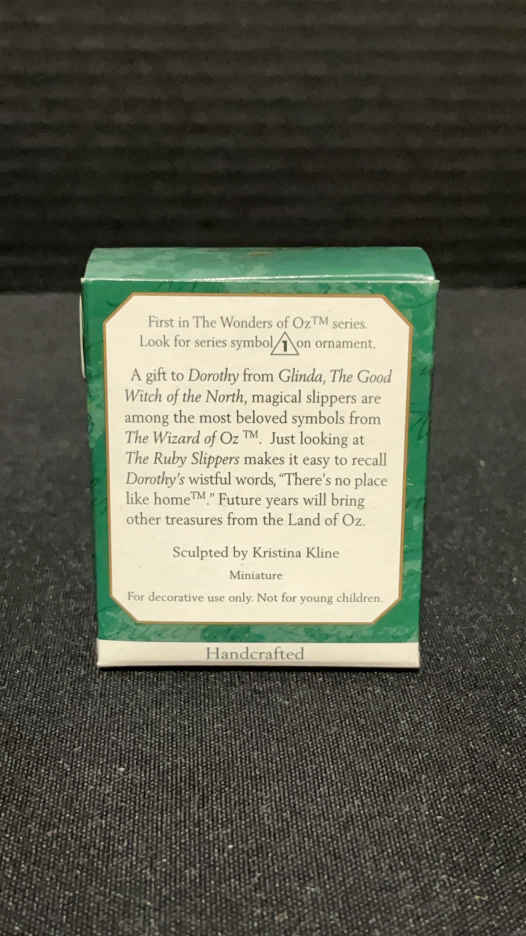 First in The Wonders of Oz™ series.
Look for series symbol 1 on ornament.
A gift to Dorothy from Glinda, The Good
Witch of the North, magical slippers are
among the most beloved symbols from
The Wizard of Oz ™. Just looking at
The Ruby Slippers makes it easy to recall
Dorothy's wistful words, "There's no place
like home™." Future years will bring
other treasures from the Land of Oz.
Sculpted by Kristina Kline
Miniature
For decorative use only. Not for young children.
Handcrafted